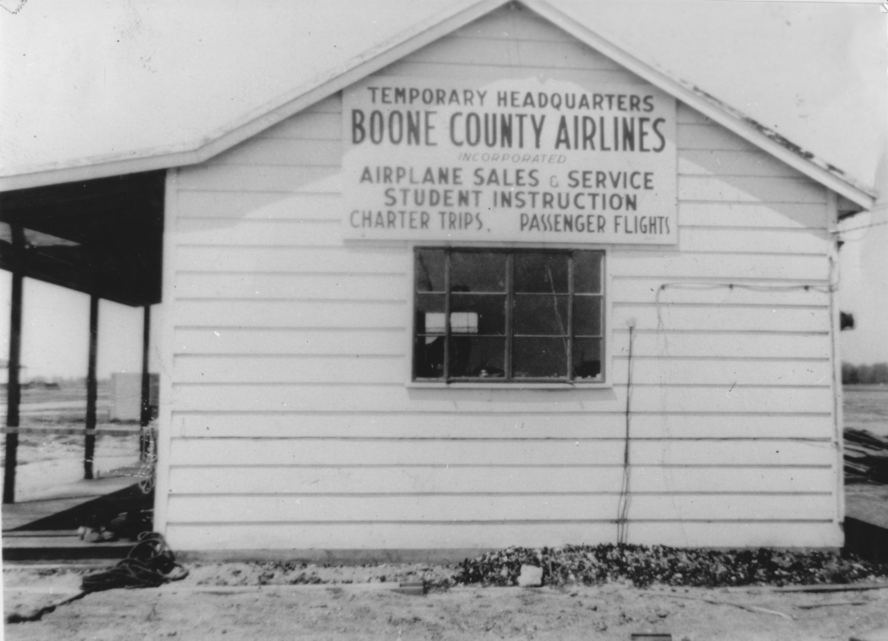 TEMPORARY HEADQUARTERS
BOONE COUNTY AIRLINES
INCORPORATED
AIRPLANE SALES & SERVICE
STUDENT INSTRUCTION
CHARTER TRIPS. PASSENGER FLIGHTS